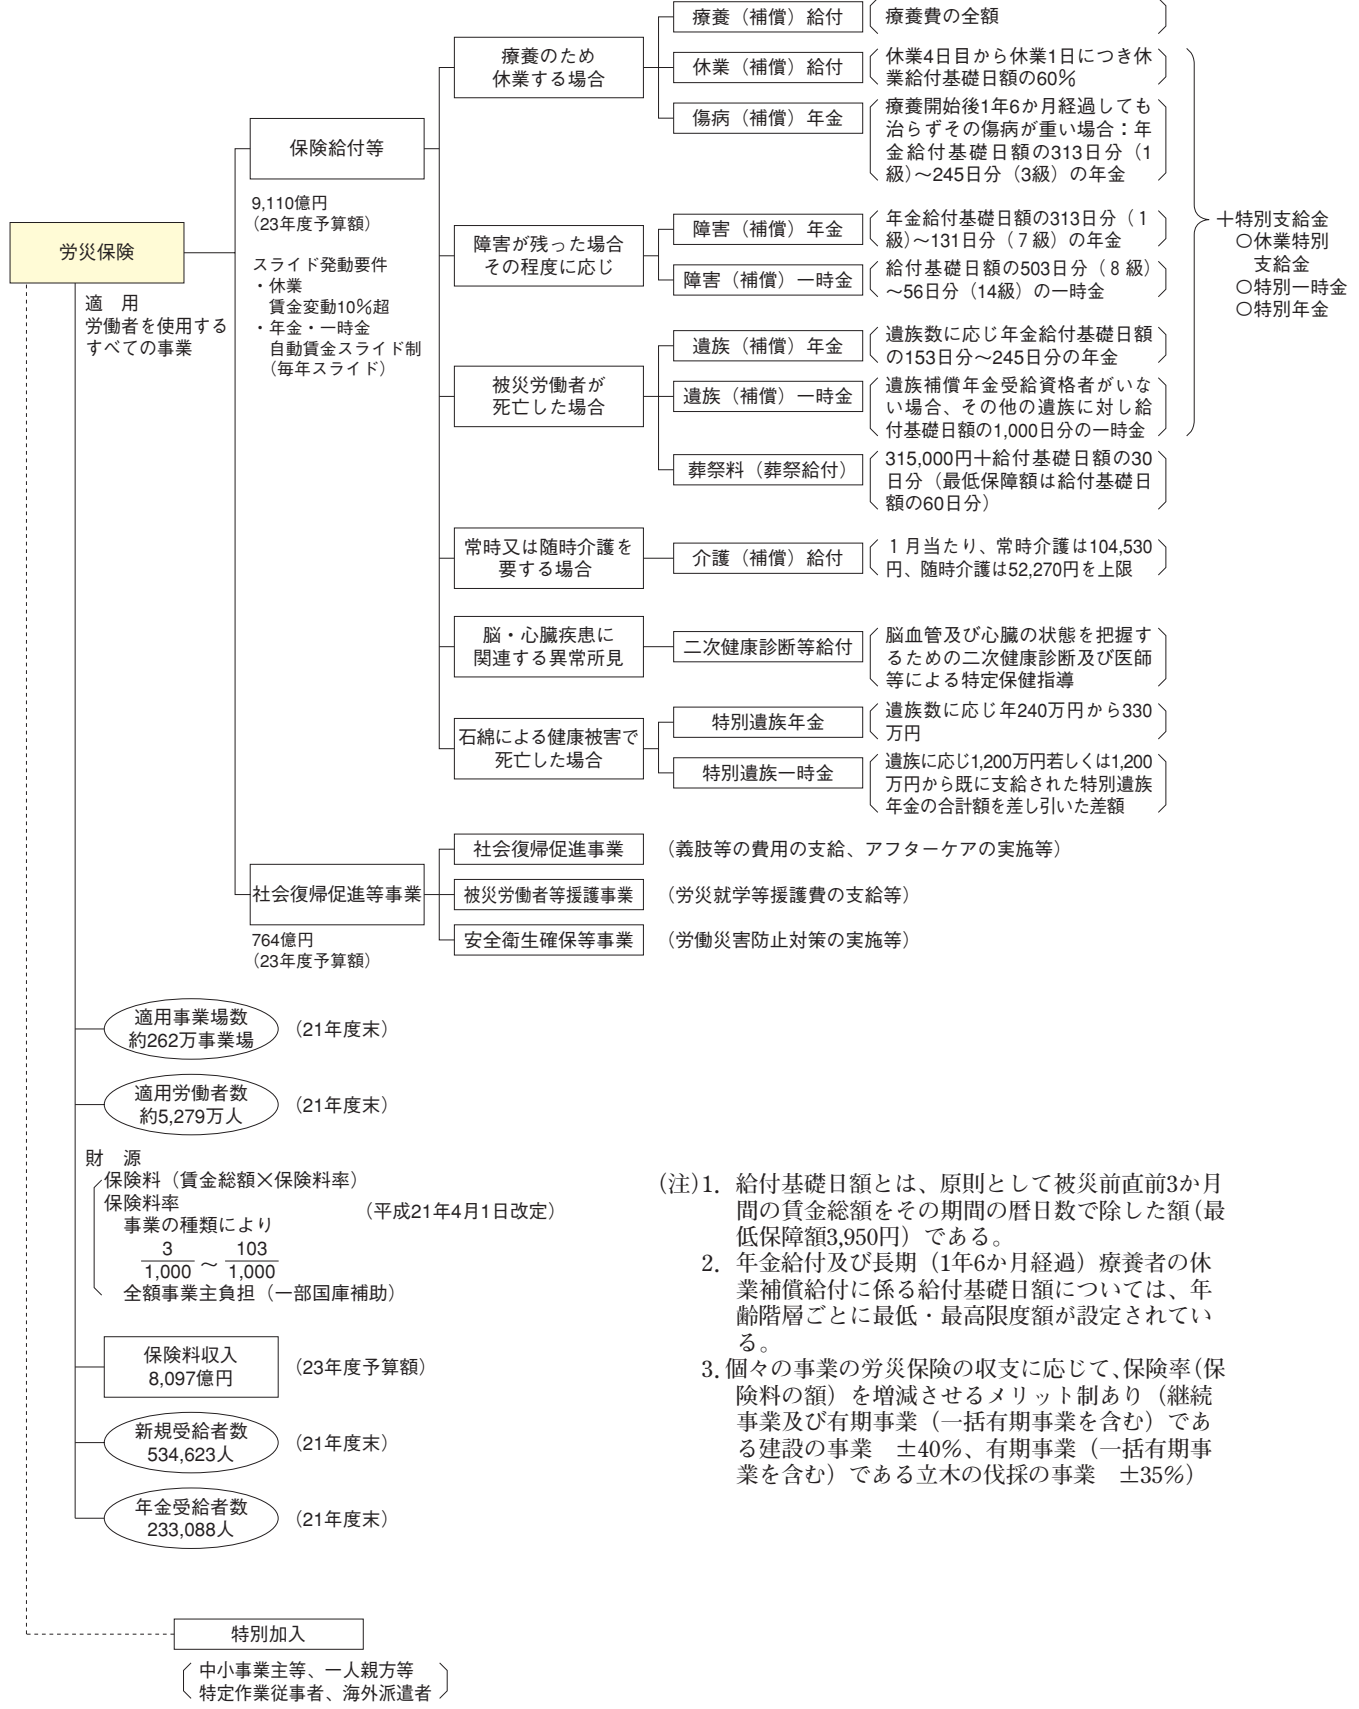 労災保険
適　用
労働者を使用する
すべての事業
保険給付等
9,110億円
（23年度予算額）
スライド発動要件
・休業
賃金変動10％超
・年金・一時金
自動賃金スライド制
（毎年スライド）
療養のため
休業する場合
療養（補償）給付
療養費の全額
休業（補償）給付
休業4日目から休業1日につき休
業給付基礎日額の60％
傷病（補償）年金
療養開始後1年6か月経過しても
治らずその傷病が重い場合：年
金給付基礎日額の313日分（1
級）～245日分（3級）の年金
障害が残った場合
その程度に応じ
障害（補償）年金
年金給付基礎日額の313日分（1
級）～131日分（7級）の年金
障害（補償）一時金
給付基礎日額の503日分（8級）
～56日分（14級）の一時金
被災労働者が
死亡した場合
遺族（補償）年金
遺族数に応じ年金給付基礎日額
の153日分～245日分の年金
遺族（補償）一時金
遺族補償年金受給資格者がいな
い場合、その他の遺族に対し給
付基礎日額の1,000日分の一時金
葬祭料（葬祭給付）
315,000円＋給付基礎日額の30
日分（最低保障額は給付基礎日
額の60日分）
＋特別支給金
○休業特別
支給金
○特別一時金
○特別年金
常時又は随時介護を
要する場合
介護（補償）給付
1月当たり、常時介護は104,530
円、随時介護は52,270円を上限
脳・心臓疾患に
関連する異常所見
二次健康診断等給付
脳血管及び心臓の状態を把握す
るための二次健康診断及び医師
等による特定保健指導
石綿による健康被害で
死亡した場合
特別遺族年金
遺族数に応じ年240万円から330
万円
特別遺族一時金
遺族に応じ1,200万円若しくは1,200
万円から既に支給された特別遺族
年金の合計額を差し引いた差額
社会復帰促進等事業
764億円
（23年度予算額）
社会復帰促進事業
（義肢等の費用の支給、アフターケアの実施等）
被災労働者等援護事業
（労災就学等援護費の支給等）
安全衛生確保等事業
（労働災害防止対策の実施等）
適用事業場数
約262万事業場
（21年度末）
適用労働者数
約5,279万人
（21年度末）
財　源
保険料（賃金総額×保険料率）
保険料率
（平成21年4月1日改定）
事業の種類により
3/1,000～103/1,000
全額事業主負担（一部国庫補助）
保険料収入
8,097億円
（23年度予算額）
新規受給者数
534,623人
（21年度末）
年金受給者数
233,088人
（21年度末）
特別加入
中小事業主等、一人親方等
特定作業従事者、海外派遣者
（注）1．給付基礎日額とは、原則として被災前直前3か月
間の賃金総額をその期間の暦日数で除した額（最
低保障額3,950円）である。
2．年金給付及び長期（1年6か月経過）療養者の休
業補償給付に係る給付基礎日額については、年
齢階層ごとに最低・最高限度額が設定されてい
る。
3．個々の事業の労災保険の収支に応じて、保険率（保
険料の額）を増減させるメリット制あり（継続
事業及び有期事業（一括有期事業を含む）であ
る建設の事業　±40％、有期事業（一括有期事
業を含む）である立木の伐採の事業　±35％）